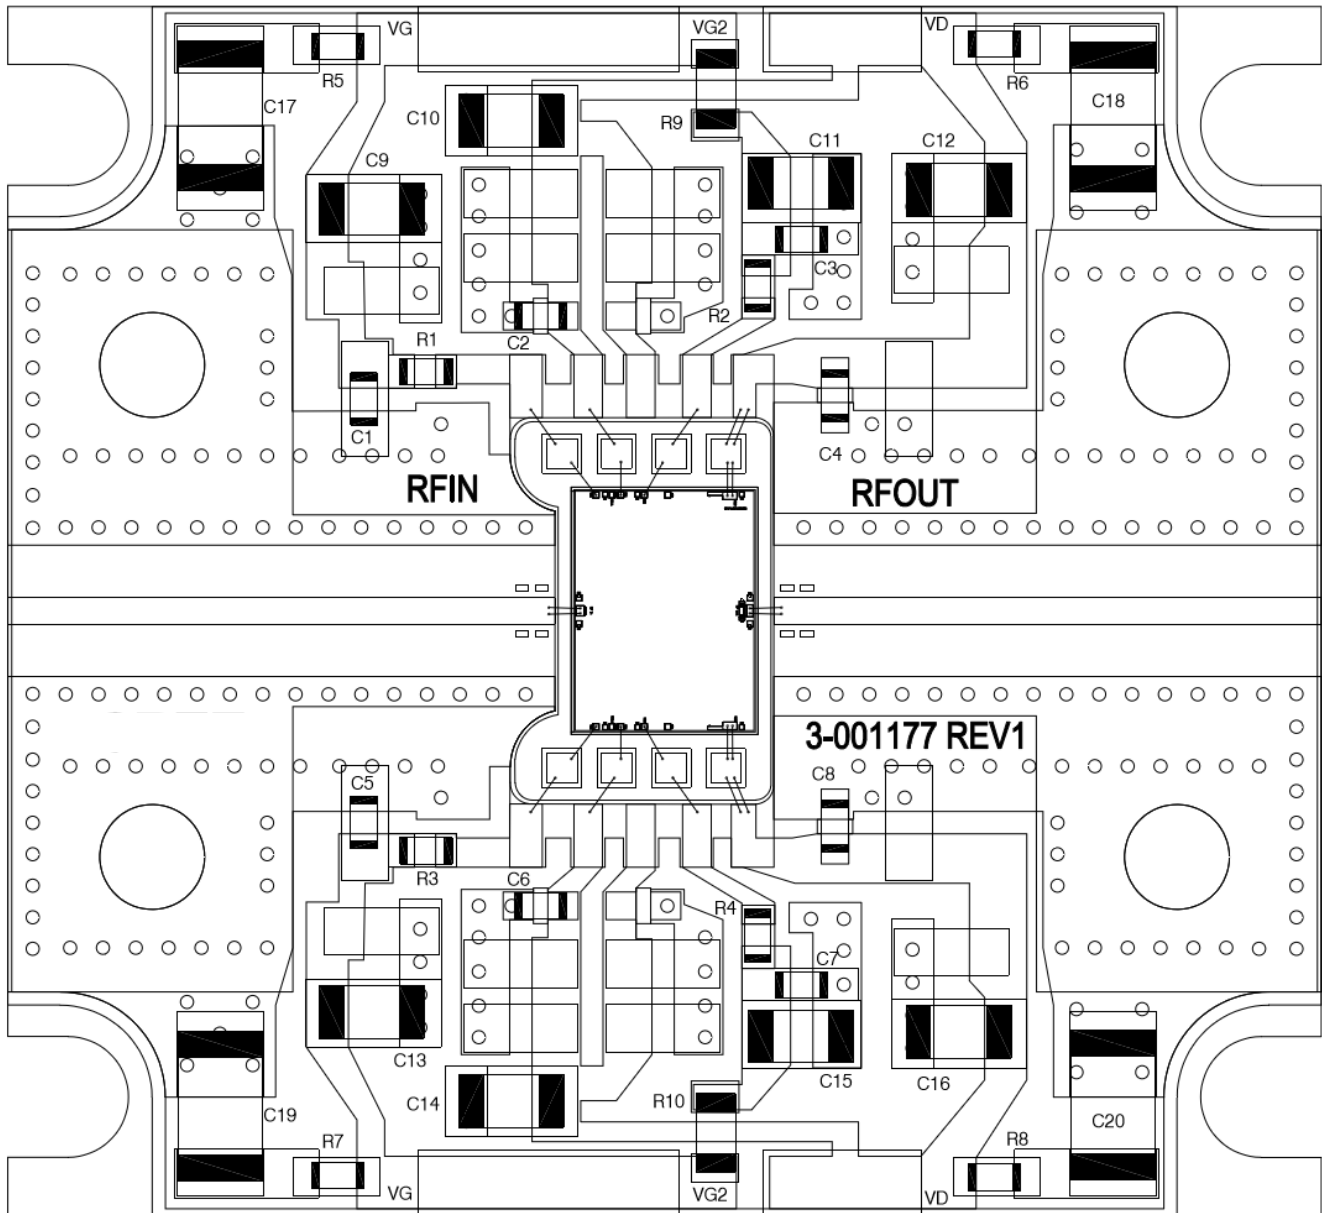 VG
VG2
VD
R5
R6
C17
C10
C18
R9
C9
C11
C12
C3
R2
R1
C2
C1
C4
RFIN
RFOUT
3-001177 REV1
C5
C8
R3
C6
R4
C7
C13
C15
C16
C14
R10
C19
C20
R7
R8
VG
VG2
VD